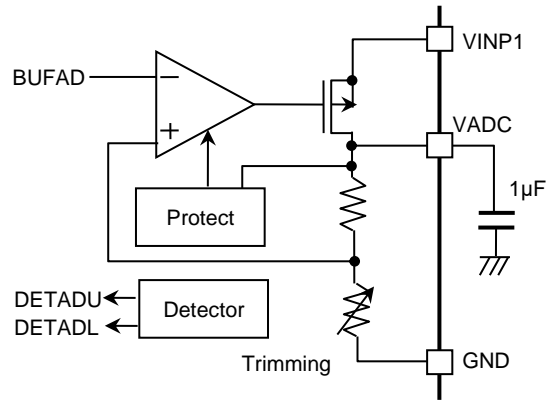 VINP1
BUFAD
−
VADC
+
1µF
Protect
DETADU
Detector
DETADL
Trimming
GND